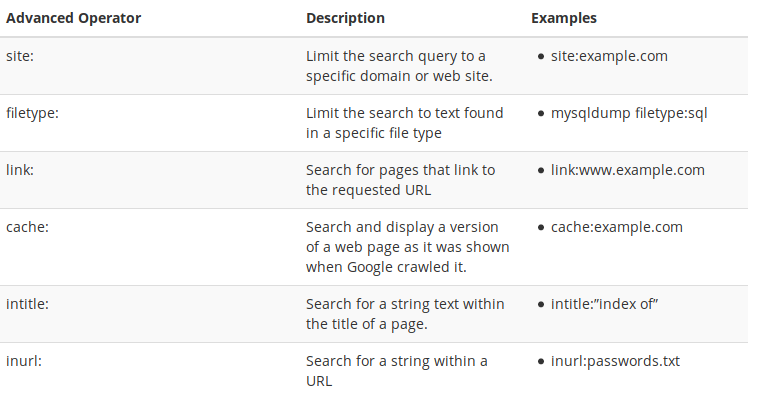 Advanced Operator Description Examples
site: Limit the search query to a • site:example.com
specific domain or web site.
filetype: Limit the search to text found • mysqldump filetype:sql
in a specific file type
link: Search for pages that link to • link:www.example.com
the requested URL
cache: Search and display a version • cache:example.com
of a web page as it was shown
when Google crawled it.
intitle: Search for a string text within • intitle:”index of”
the title of a page.
inurl: Search for a string within a • inurl:passwords.txt
URL